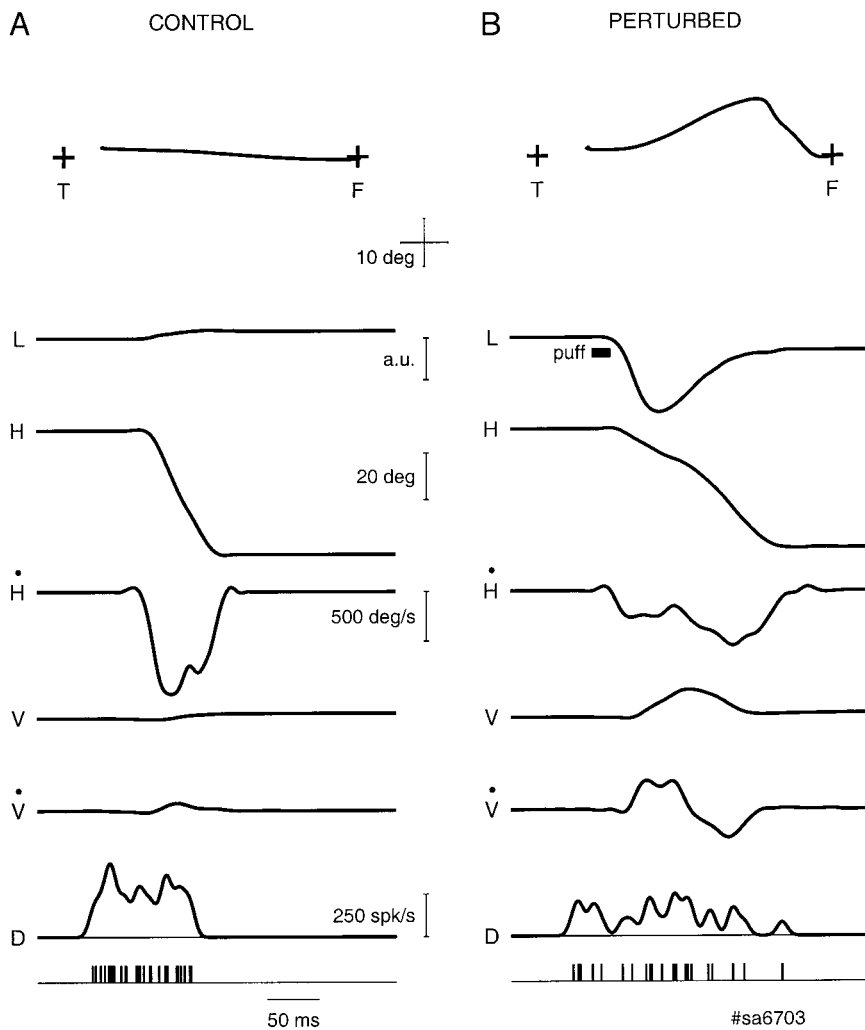 A CONTROL
B PERTURBED
T F
T F
10 deg
L
a.u.
L
puff
H
20 deg
H
Ḣ
500 deg/s
Ḣ
V
V
V̇
V̇
D
250 spk/s
D
50 ms
#sa6703